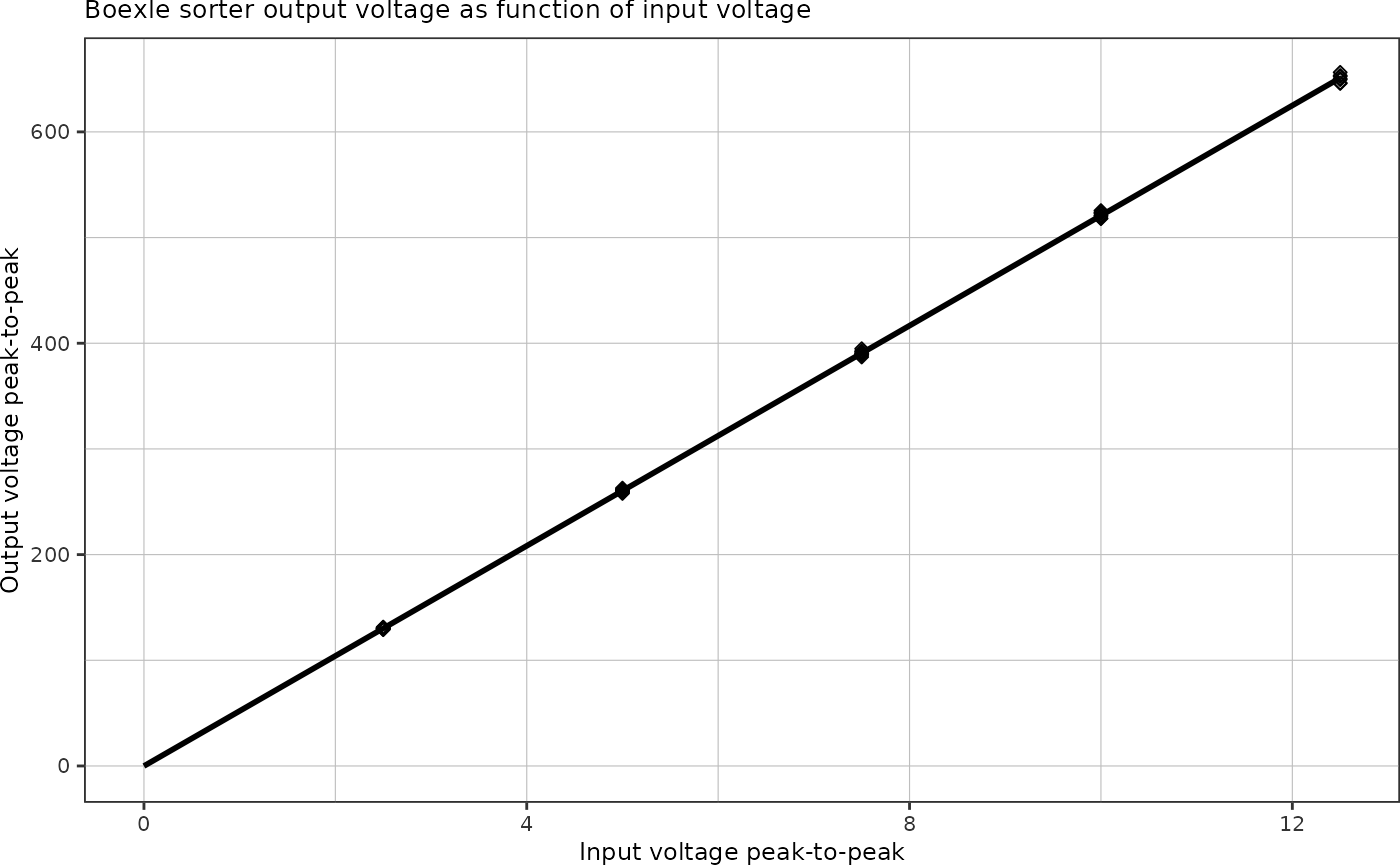 Boexle sorter output voltage as function of input voltage
Output voltage peak-to-peak
600
400
200
0
0 4 8 12
Input voltage peak-to-peak